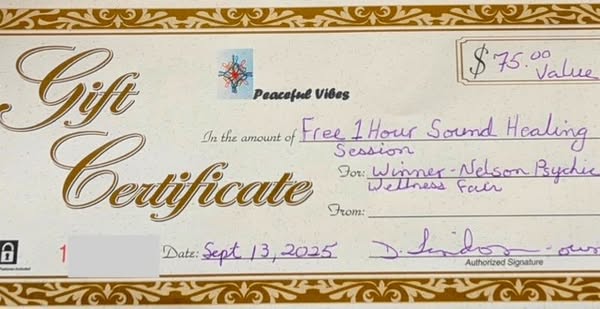 Gift
Certificate
$ 75.00
Value
Peaceful Vibes
In the amount of Free 1 Hour Sound Healing
Session
For: Winner - Nelson Psychic
Wellness Fair
From:
1
Date: Sept 13, 2025
Authorized Signature